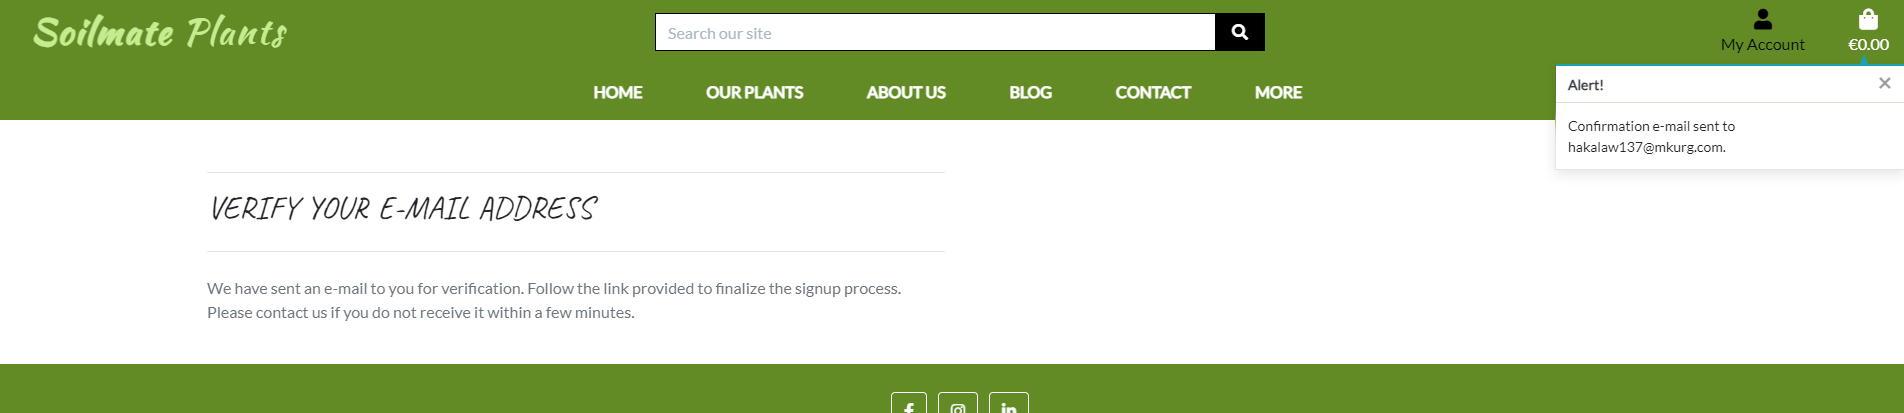 Soilmate Plants
Search our site
My Account
€0.00
HOME OUR PLANTS ABOUT US BLOG CONTACT MORE
Alert! ×
Confirmation e-mail sent to
hakalaw137@mkurg.com.
VERIFY YOUR E-MAIL ADDRESS
We have sent an e-mail to you for verification. Follow the link provided to finalize the signup process.
Please contact us if you do not receive it within a few minutes.